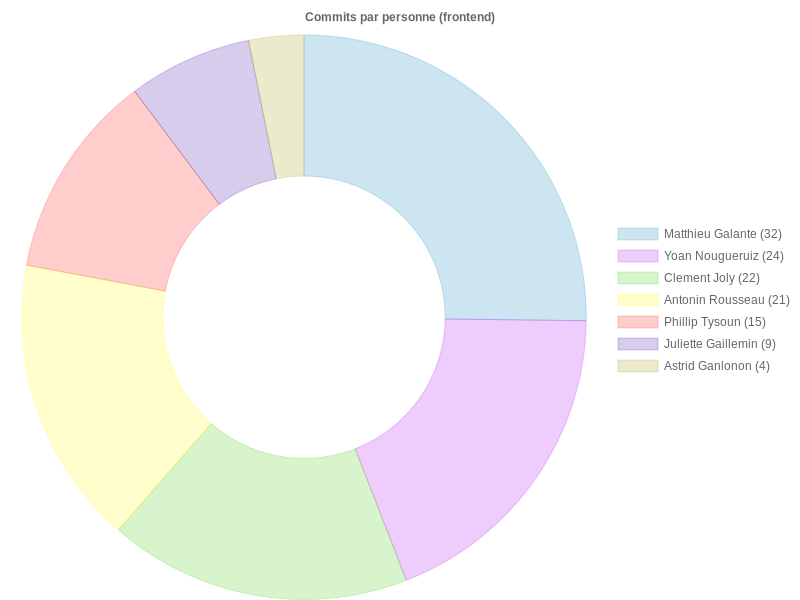 Commits par personne (frontend)
Matthieu Galante (32)
Yoan Nougueruiz (24)
Clement Joly (22)
Antonin Rousseau (21)
Phillip Tysoun (15)
Juliette Gaillemin (9)
Astrid Ganlonon (4)